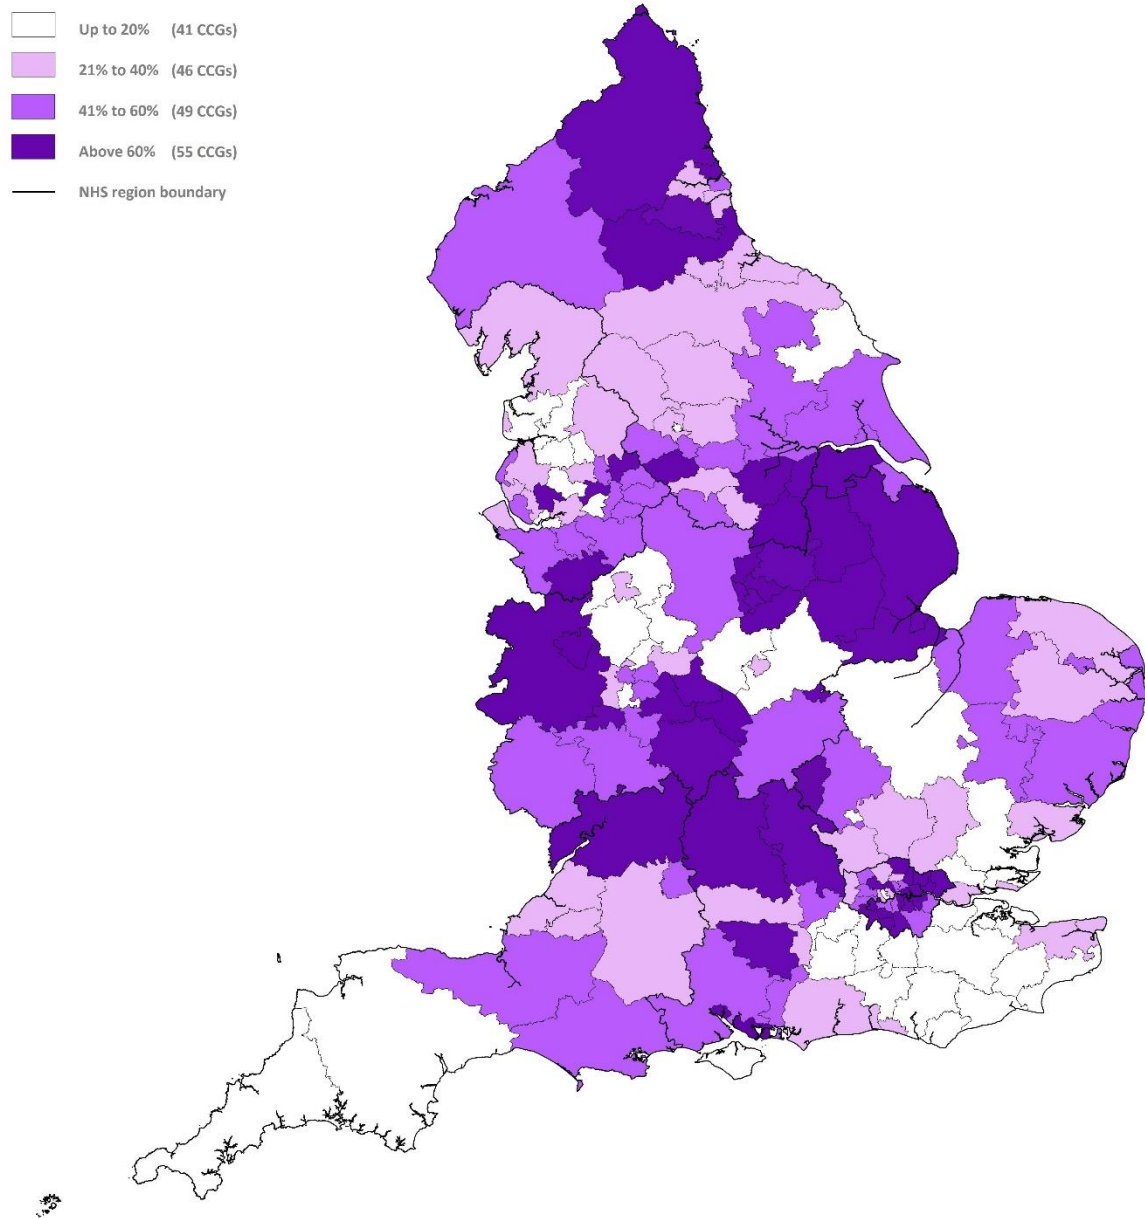 Up to 20% (41 CCGs)
21% to 40% (46 CCGs)
41% to 60% (49 CCGs)
Above 60% (55 CCGs)
NHS region boundary